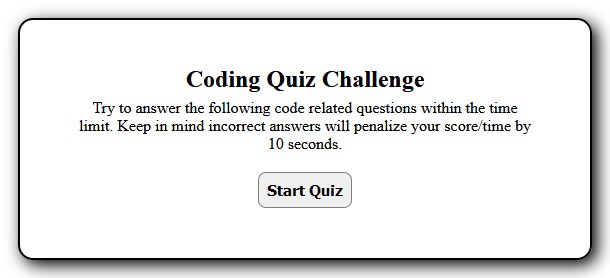 Coding Quiz Challenge
Try to answer the following code related questions within the time
limit. Keep in mind incorrect answers will penalize your score/time by
10 seconds.
Start Quiz